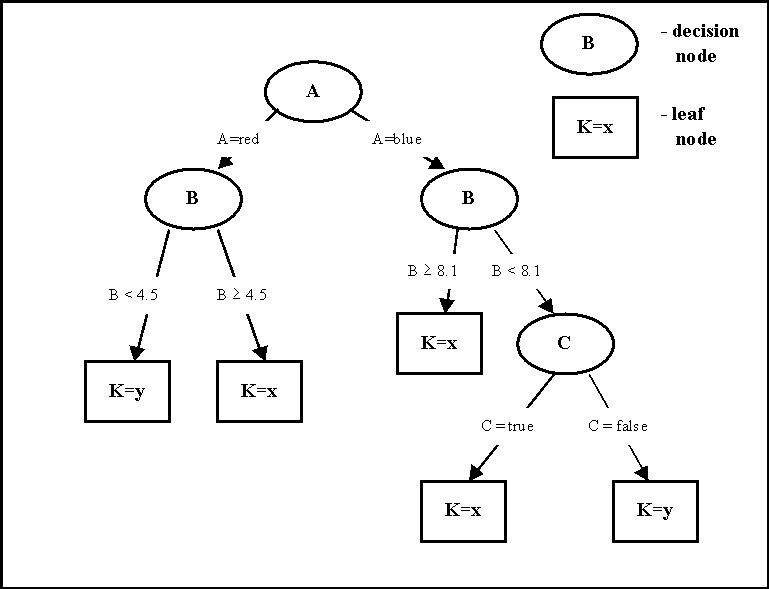 B
- decision
node
A
K=x
- leaf
node
A=red
A=blue
B
B
B ≥ 8.1
B < 8.1
B < 4.5
B ≥ 4.5
K=x
C
K=y
K=x
C = true
C = false
K=x
K=y